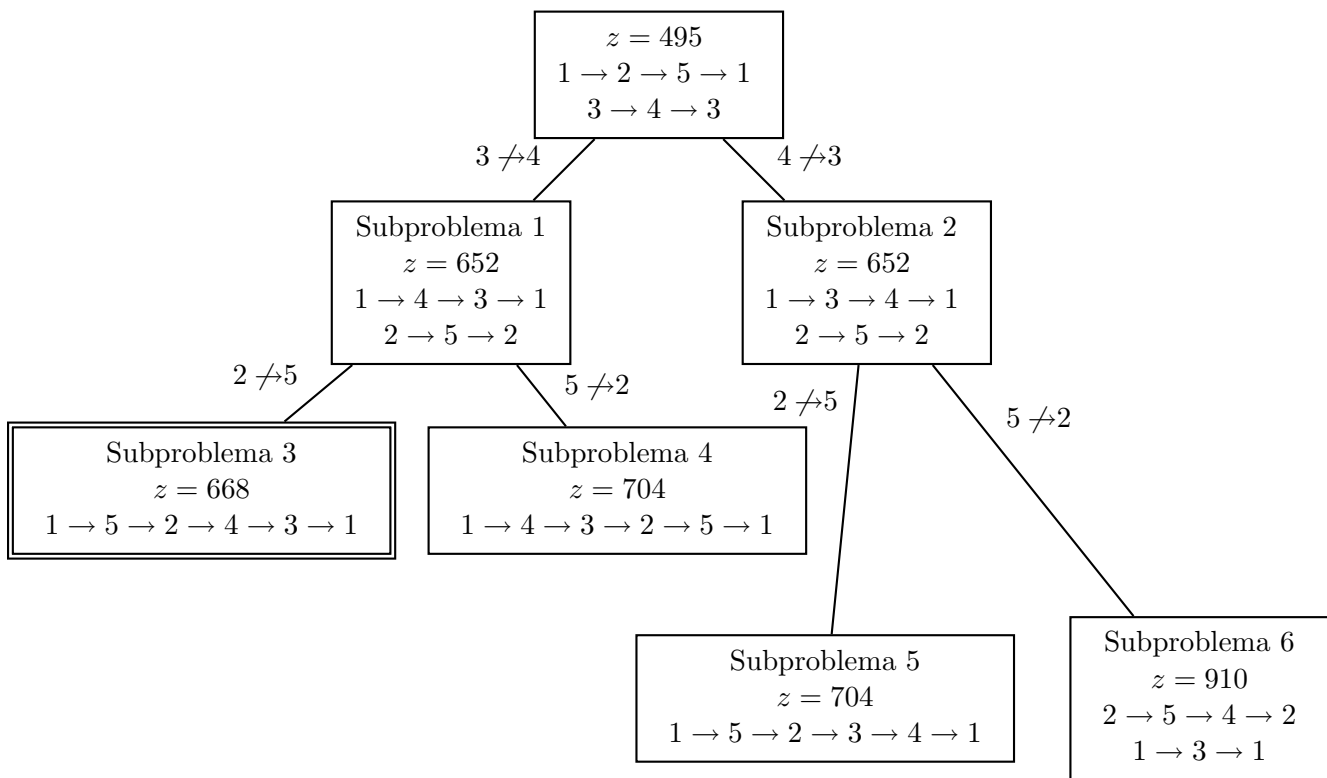 z = 495
1 → 2 → 5 → 1
3 → 4 → 3
3 ↛ 4
4 ↛ 3
Subproblema 1
z = 652
1 → 4 → 3 → 1
2 → 5 → 2
Subproblema 2
z = 652
1 → 3 → 4 → 1
2 → 5 → 2
2 ↛ 5
5 ↛ 2
2 ↛ 5
5 ↛ 2
Subproblema 3
z = 668
1 → 5 → 2 → 4 → 3 → 1
Subproblema 4
z = 704
1 → 4 → 3 → 2 → 5 → 1
Subproblema 5
z = 704
1 → 5 → 2 → 3 → 4 → 1
Subproblema 6
z = 910
2 → 5 → 4 → 2
1 → 3 → 1